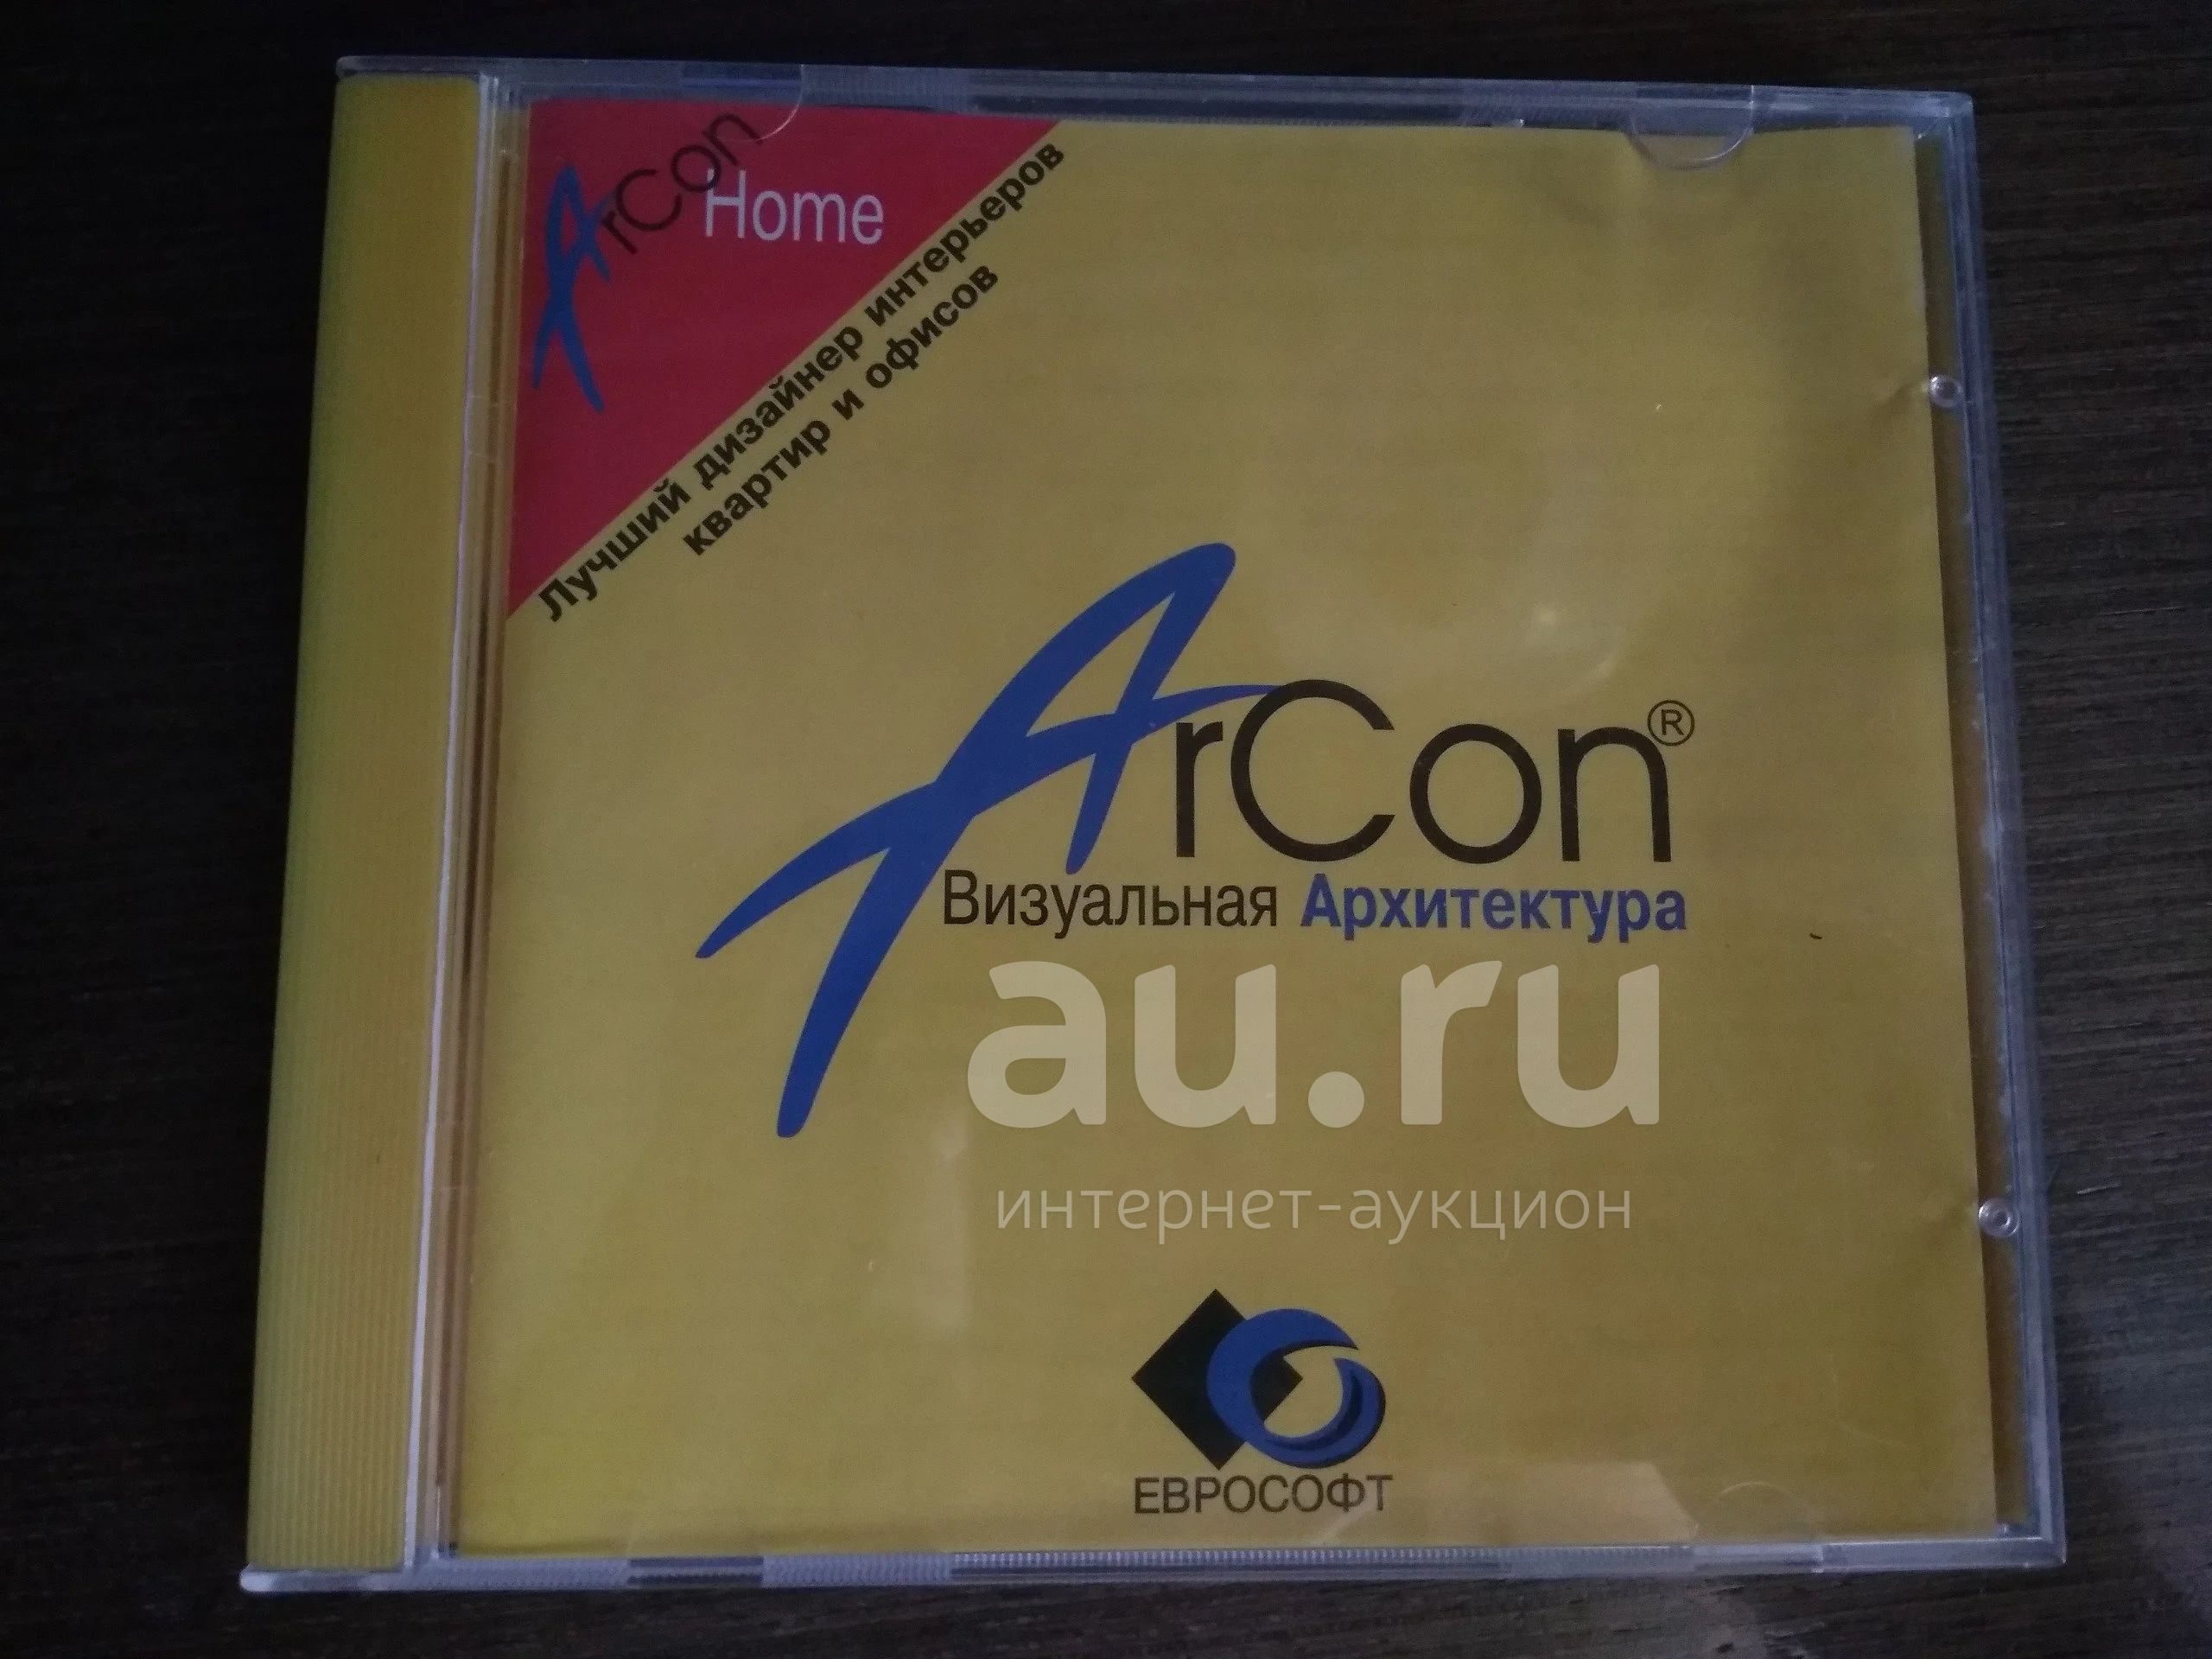 ArCon
Home
Лучший дизайнер интерьеров
квартир и офисов
ArCon®
Визуальная Архитектура
au.ru
интернет-аукцион
ЕВРОСОФТ